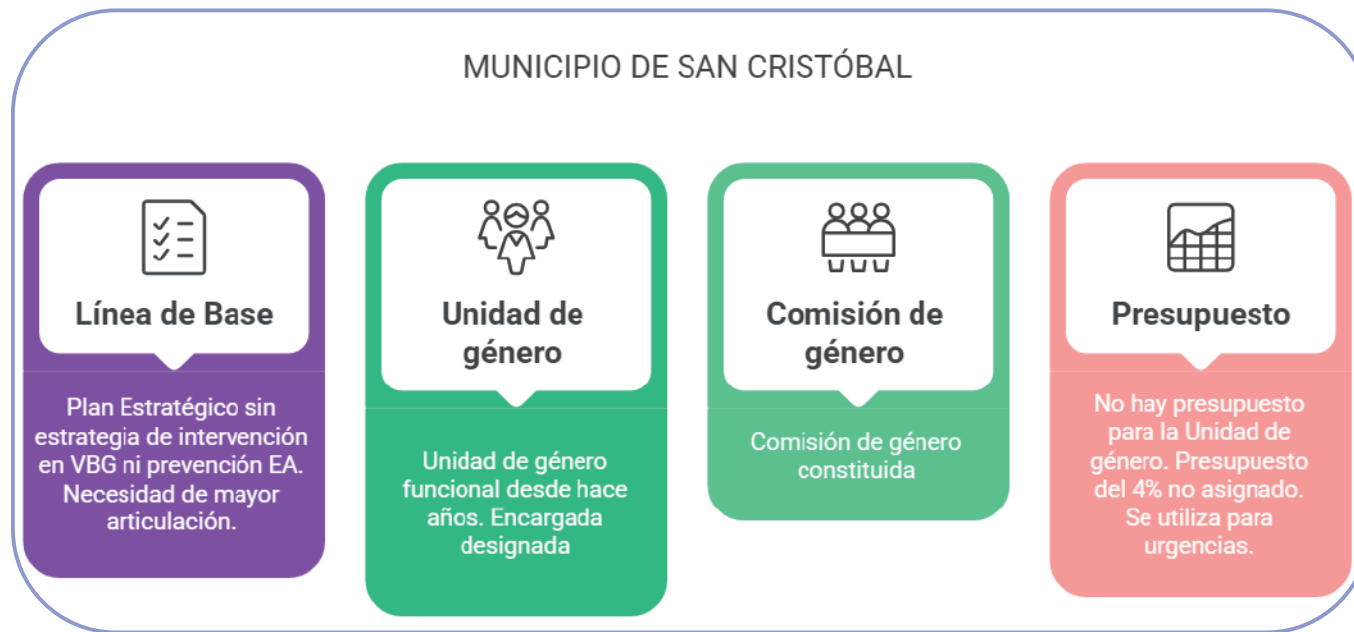 MUNICIPIO DE SAN CRISTÓBAL
Línea de Base
Plan Estratégico sin
estrategia de intervención
en VBG ni prevención EA.
Necesidad de mayor
articulación.
Unidad de
género
Unidad de género
funcional desde hace
años. Encargada
designada
Comisión de
género
Comisión de género
constituida
Presupuesto
No hay presupuesto
para la Unidad de
género. Presupuesto
del 4% no asignado.
Se utiliza para
urgencias.